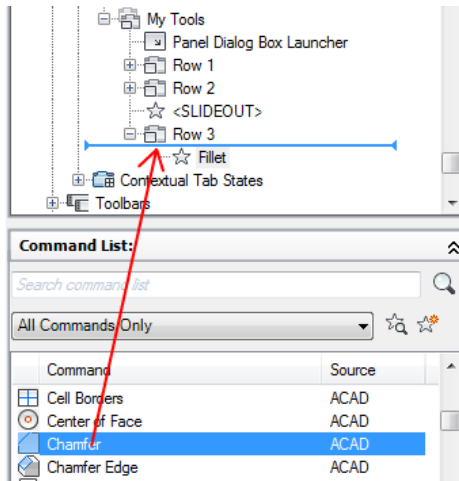 My Tools
Panel Dialog Box Launcher
Row 1
Row 2
<SLIDEOUT>
Row 3
Fillet
Contextual Tab States
Toolbars
Command List:
Search command list
All Commands Only
Command Source
Cell Borders ACAD
Center of Face ACAD
Chamfer ACAD
Chamfer Edge ACAD